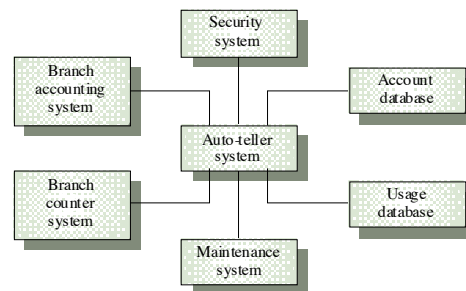 Security
system
Branch
accounting
system
Account
database
Auto-teller
system
Branch
counter
system
Usage
database
Maintenance
system